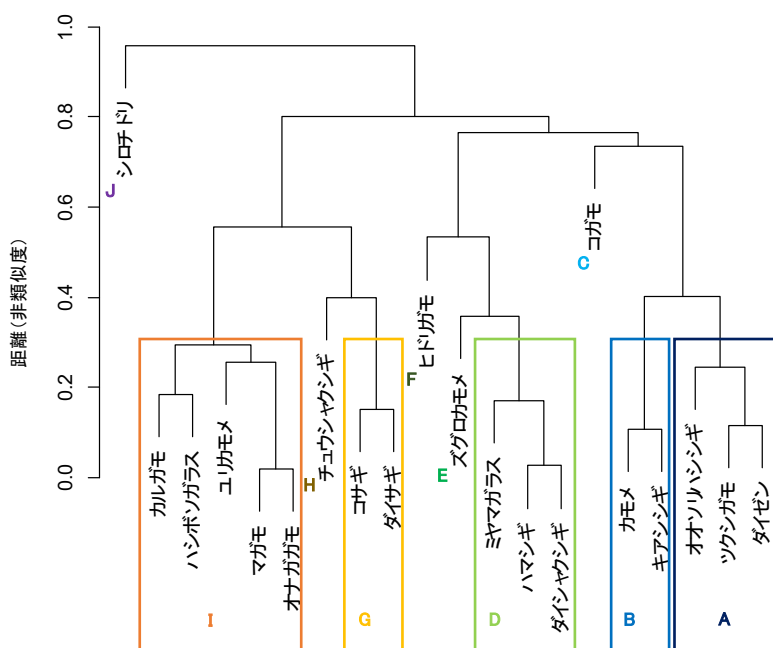 距離(非類似度)
1.0
0.8
0.6
0.4
0.2
0.0
シロチドリ
J
カルガモ
ハシボソガラス
ユリカモメ
マガモ
オナガガモ
I
チュウシャクシギ
H
コサギ
ダイサギ
G
ヒドリガモ
F
ズグロカモメ
E
ミヤマガラス
ハマシギ
ダイシャクシギ
D
コガモ
C
カモメ
キアシシギ
B
オオソリハシシギ
ツクシガモ
ダイゼン
A